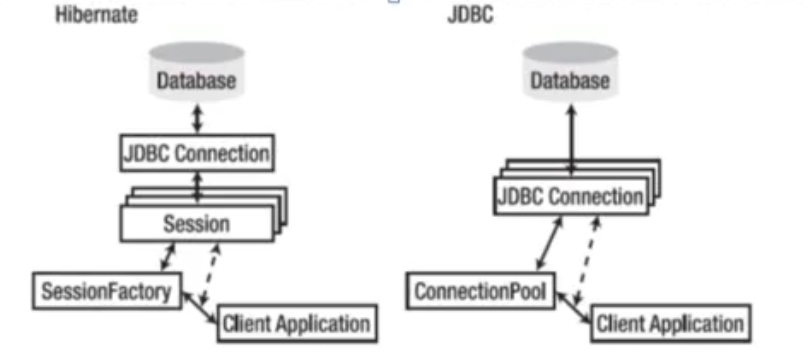 Hibernate
Database
JDBC Connection
Session
SessionFactory
Client Application
JDBC
Database
JDBC Connection
ConnectionPool
Client Application